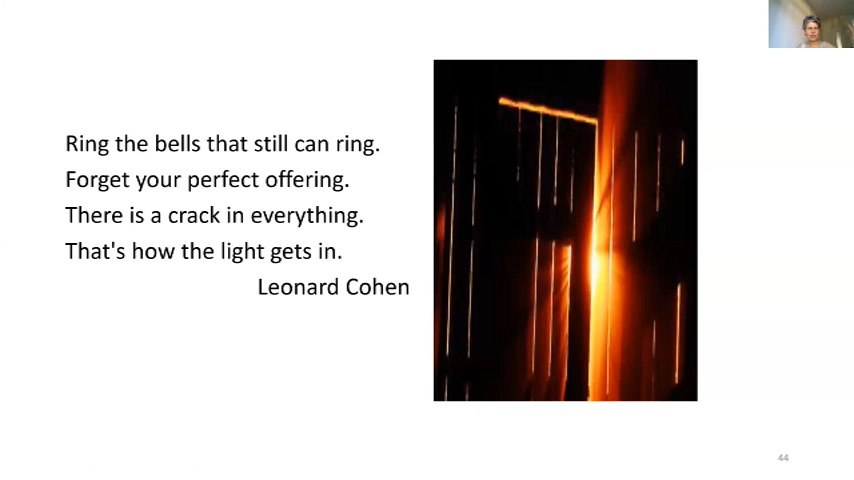 Ring the bells that still can ring.
Forget your perfect offering.
There is a crack in everything.
That's how the light gets in.
Leonard Cohen
44